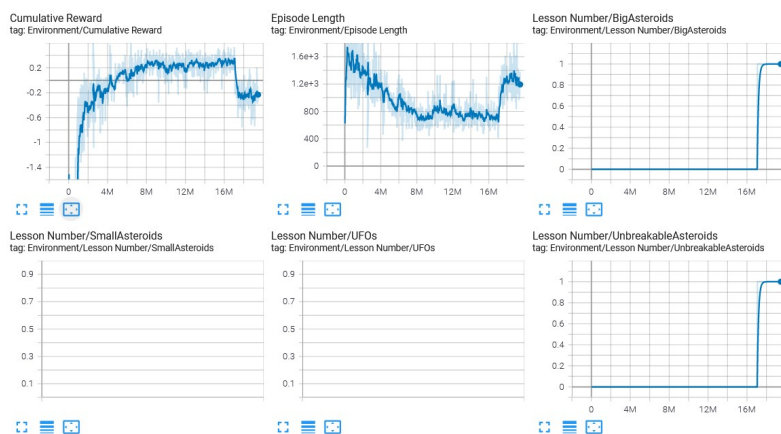 Cumulative Reward
tag: Environment/Cumulative Reward
0.2
-0.2
-0.6
-1
-1.4
0 4M 8M 12M 16M
Episode Length
tag: Environment/Episode Length
1.6e+3
1.2e+3
800
400
0
0 4M 8M 12M 16M
Lesson Number/BigAsteroids
tag: Environment/Lesson Number/BigAsteroids
1
0.8
0.6
0.4
0.2
0
0 4M 8M 12M 16M
Lesson Number/SmallAsteroids
tag: Environment/Lesson Number/SmallAsteroids
0.9
0.7
0.5
0.3
0.1
Lesson Number/UFOs
tag: Environment/Lesson Number/UFOs
0.9
0.7
0.5
0.3
0.1
Lesson Number/UnbreakableAsteroids
tag: Environment/Lesson Number/UnbreakableAsteroids
1
0.8
0.6
0.4
0.2
0
0 4M 8M 12M 16M